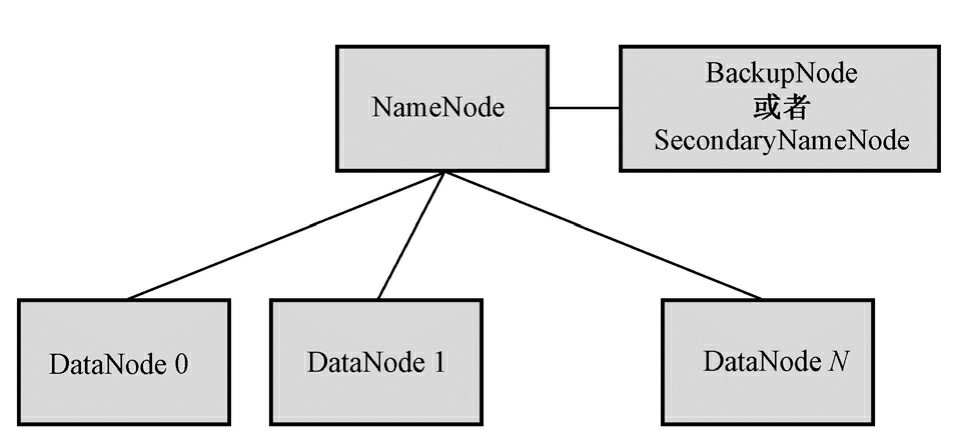 NameNode
BackupNode
或者
SecondaryNameNode
DataNode 0
DataNode 1
DataNode N